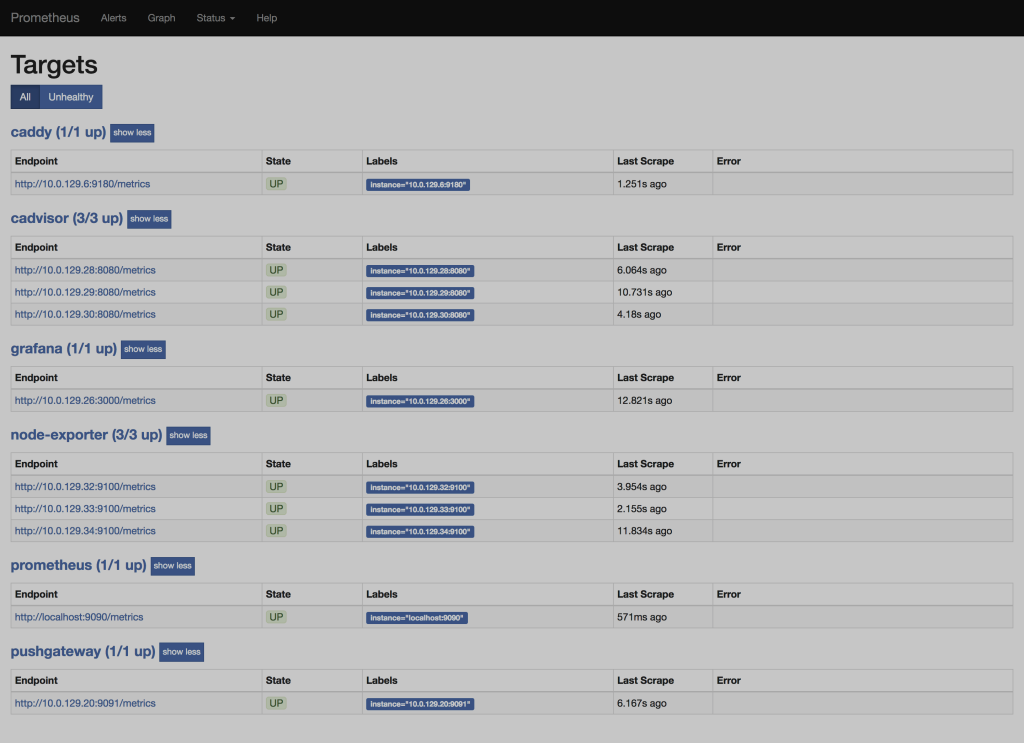 Prometheus Alerts Graph Status Help
Targets
All Unhealthy
caddy (1/1 up) show less
Endpoint State Labels Last Scrape Error
http://10.0.129.6:9180/metrics UP instance="10.0.129.6:9180" 1.251s ago
cadvisor (3/3 up) show less
Endpoint State Labels Last Scrape Error
http://10.0.129.28:8080/metrics UP instance="10.0.129.28:8080" 6.064s ago
http://10.0.129.29:8080/metrics UP instance="10.0.129.29:8080" 10.731s ago
http://10.0.129.30:8080/metrics UP instance="10.0.129.30:8080" 4.18s ago
grafana (1/1 up) show less
Endpoint State Labels Last Scrape Error
http://10.0.129.26:3000/metrics UP instance="10.0.129.26:3000" 12.821s ago
node-exporter (3/3 up) show less
Endpoint State Labels Last Scrape Error
http://10.0.129.32:9100/metrics UP instance="10.0.129.32:9100" 3.954s ago
http://10.0.129.33:9100/metrics UP instance="10.0.129.33:9100" 2.155s ago
http://10.0.129.34:9100/metrics UP instance="10.0.129.34:9100" 11.834s ago
prometheus (1/1 up) show less
Endpoint State Labels Last Scrape Error
http://localhost:9090/metrics UP instance="localhost:9090" 571ms ago
pushgateway (1/1 up) show less
Endpoint State Labels Last Scrape Error
http://10.0.129.20:9091/metrics UP instance="10.0.129.20:9091" 6.167s ago